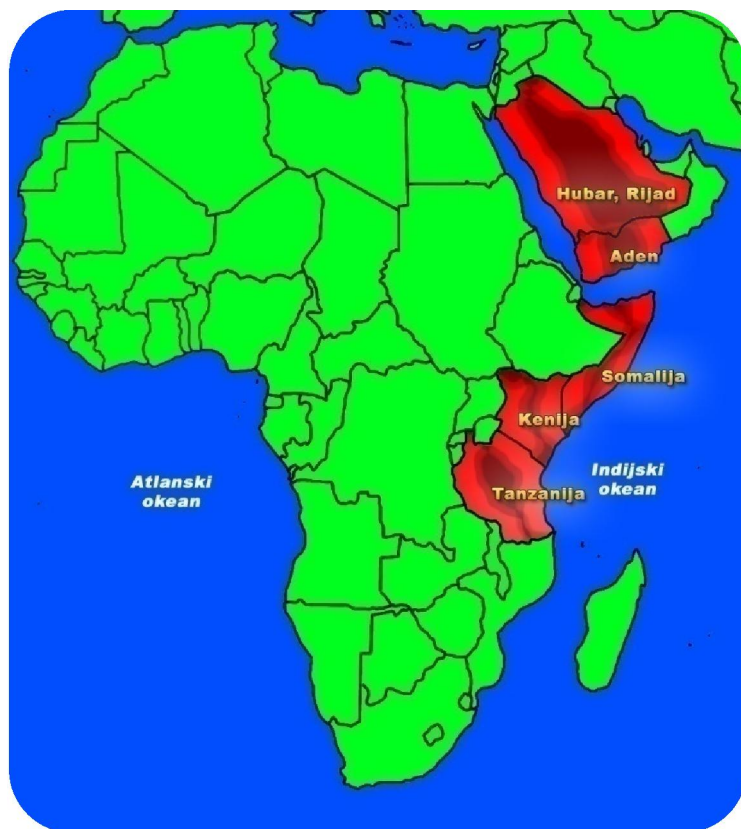 Hubar, Rijad
Aden
Somalija
Kenija
Atlanski
okean
Indijski
okean
Tanzanija